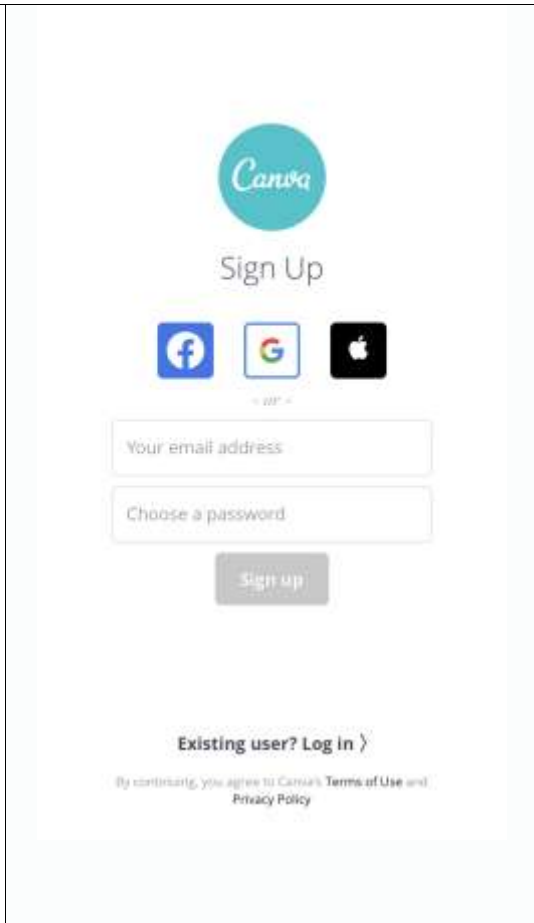 Canva
Sign Up
- or -
Your email address
Choose a password
Sign up
Existing user? Log in 〉
By continuing, you agree to Canva's Terms of Use and
Privacy Policy